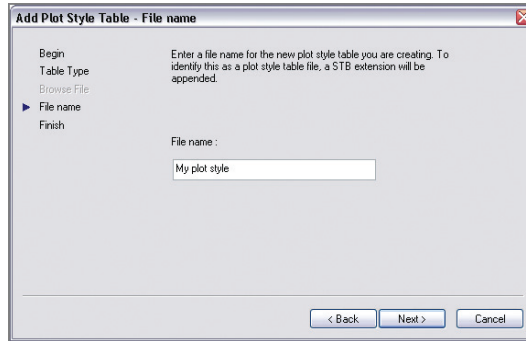 Add Plot Style Table - File name
Begin
Table Type
Browse File
File name
Finish
Enter a file name for the new plot style table you are creating. To
identify this as a plot style table file, a STB extension will be
appended.
File name :
My plot style
< Back
Next >
Cancel